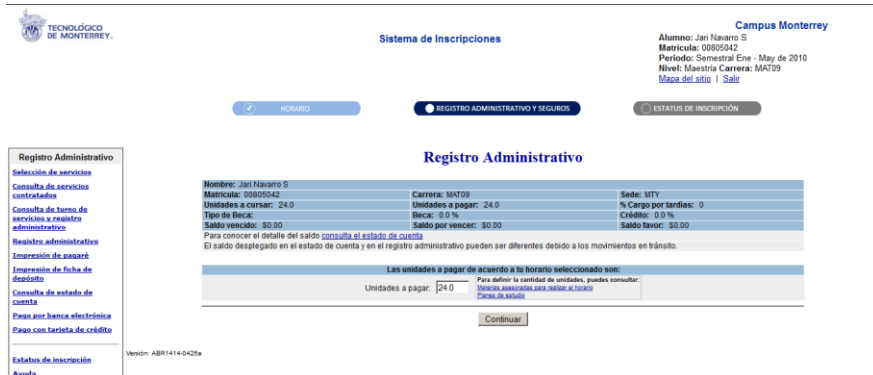 TECNOLÓGICO
DE MONTERREY.
Sistema de Inscripciones
Campus Monterrey
Alumno: Jari Navarro S
Matricula: 00805042
Periodo: Semestral Ene - May de 2010
Nivel: Maestría Carrera: MAT09
Mapa del sitio | Salir
HORARIO
REGISTRO ADMINISTRATIVO Y SEGUROS
ESTATUS DE INSCRIPCIÓN
Registro Administrativo
Selección de servicios
Consulta de servicios
contratados
Consulta de turno de
servicios y registro
administrativo
Registro administrativo
Impresión de pagaré
Impresión de ficha de
depósito
Consulta de estado de
cuenta
Pago por banca electrónica
Pago con tarjeta de crédito
Estatus de inscripción
Ayuda
Registro Administrativo
Nombre: Jari Navarro S
Matricula: 00805042 Carrera: MAT09 Sede: MTY
Unidades a cursar: 24.0 Unidades a pagar: 24.0 % Cargo por tardías: 0
Tipo de Beca: Beca: 0.0 % Crédito: 0.0 %
Saldo vencido: $0.00 Saldo por vencer: $0.00 Saldo favor: $0.00
Para conocer el detalle del saldo consulta el estado de cuenta
El saldo desplegado en el estado de cuenta y en el registro administrativo pueden ser diferentes debido a los movimientos en tránsito.
Las unidades a pagar de acuerdo a tu horario seleccionado son:
Unidades a pagar: 24.0
Para definir la cantidad de unidades, puedes consultar:
Materias asesoradas para realizar el horario
Planes de estudio
Continuar
Versión: ABR1414-0425a